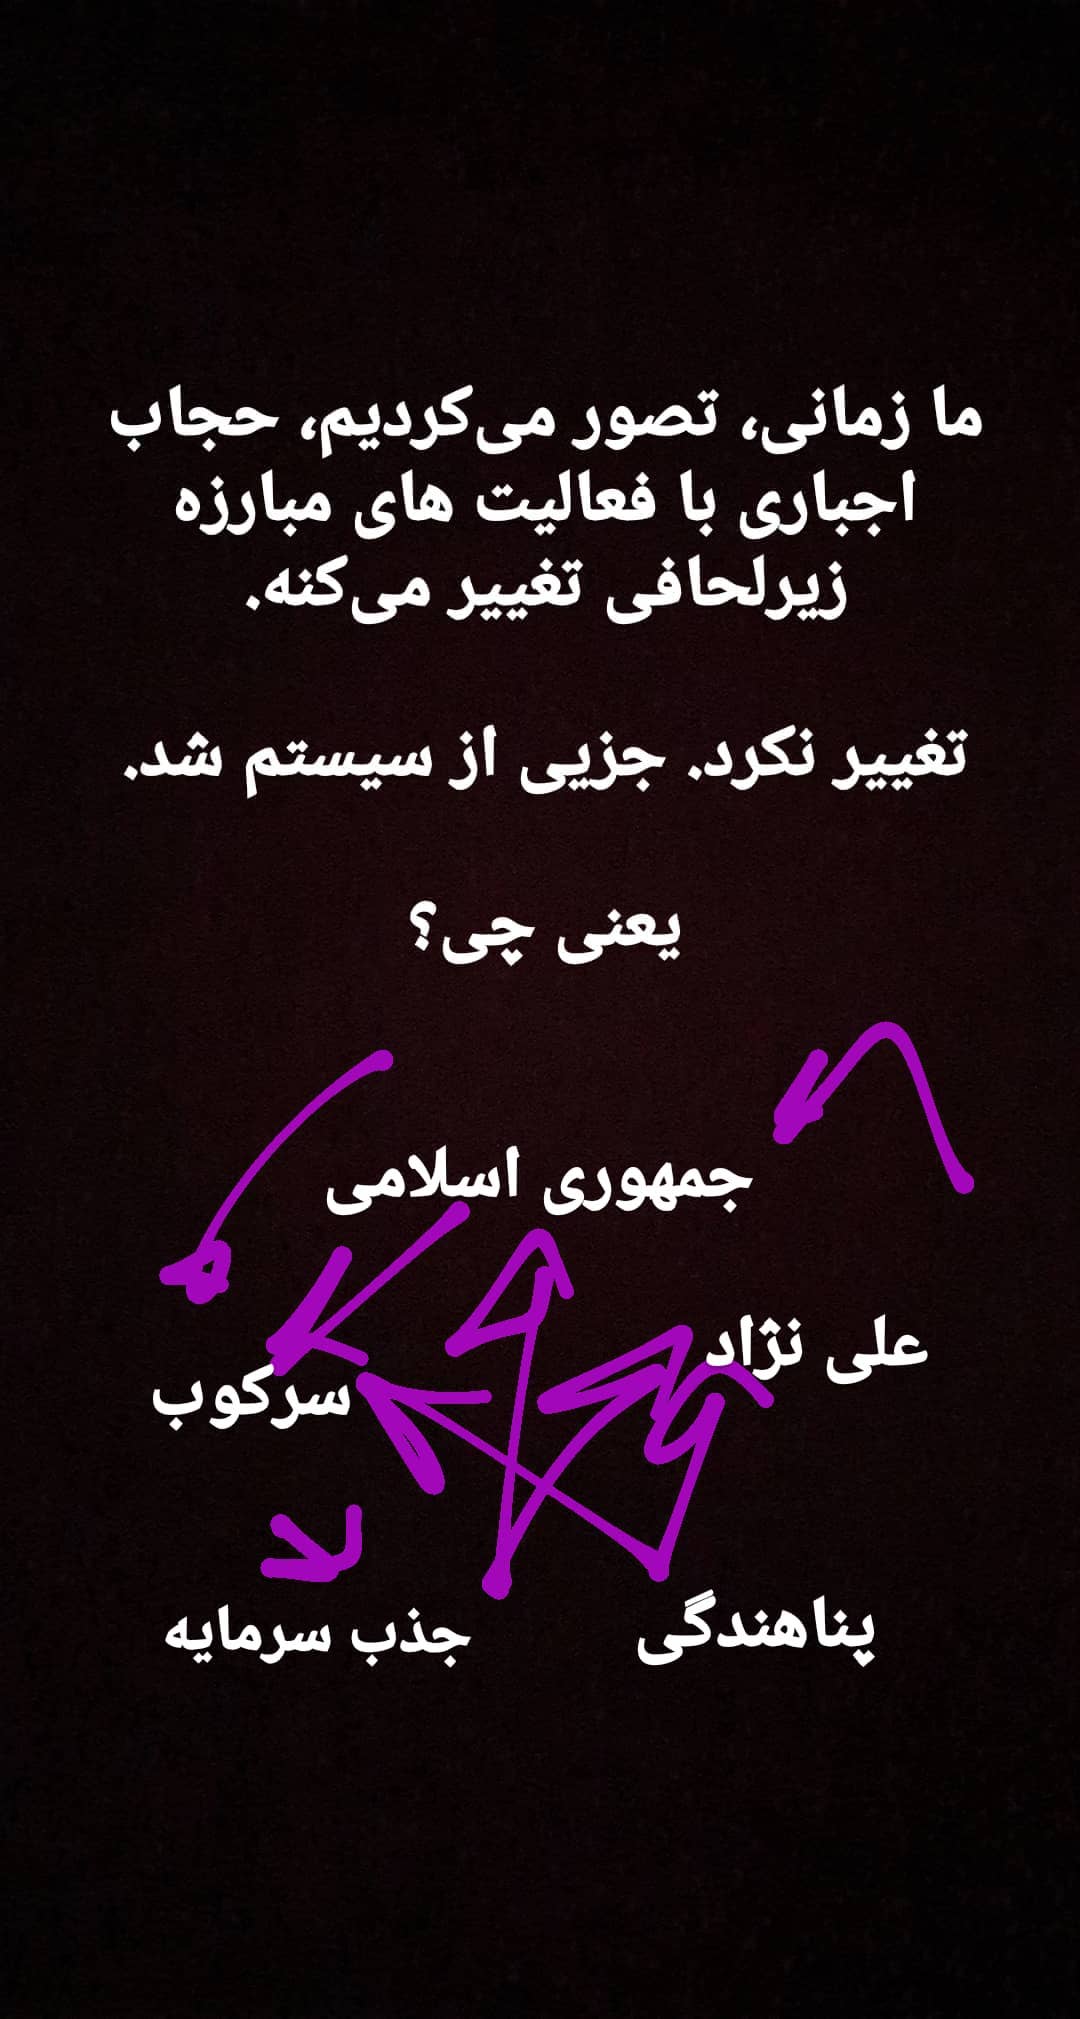 ما زمانی، تصور می‌کردیم، حجاب
اجباری با فعالیت های مبارزه
زیرلحافی تغییر می‌کنه.
تغییر نکرد. جزیی از سیستم شد.
یعنی چی؟
جمهوری اسلامی
علی نژاد
سرکوب
پناهندگی
جذب سرمایه